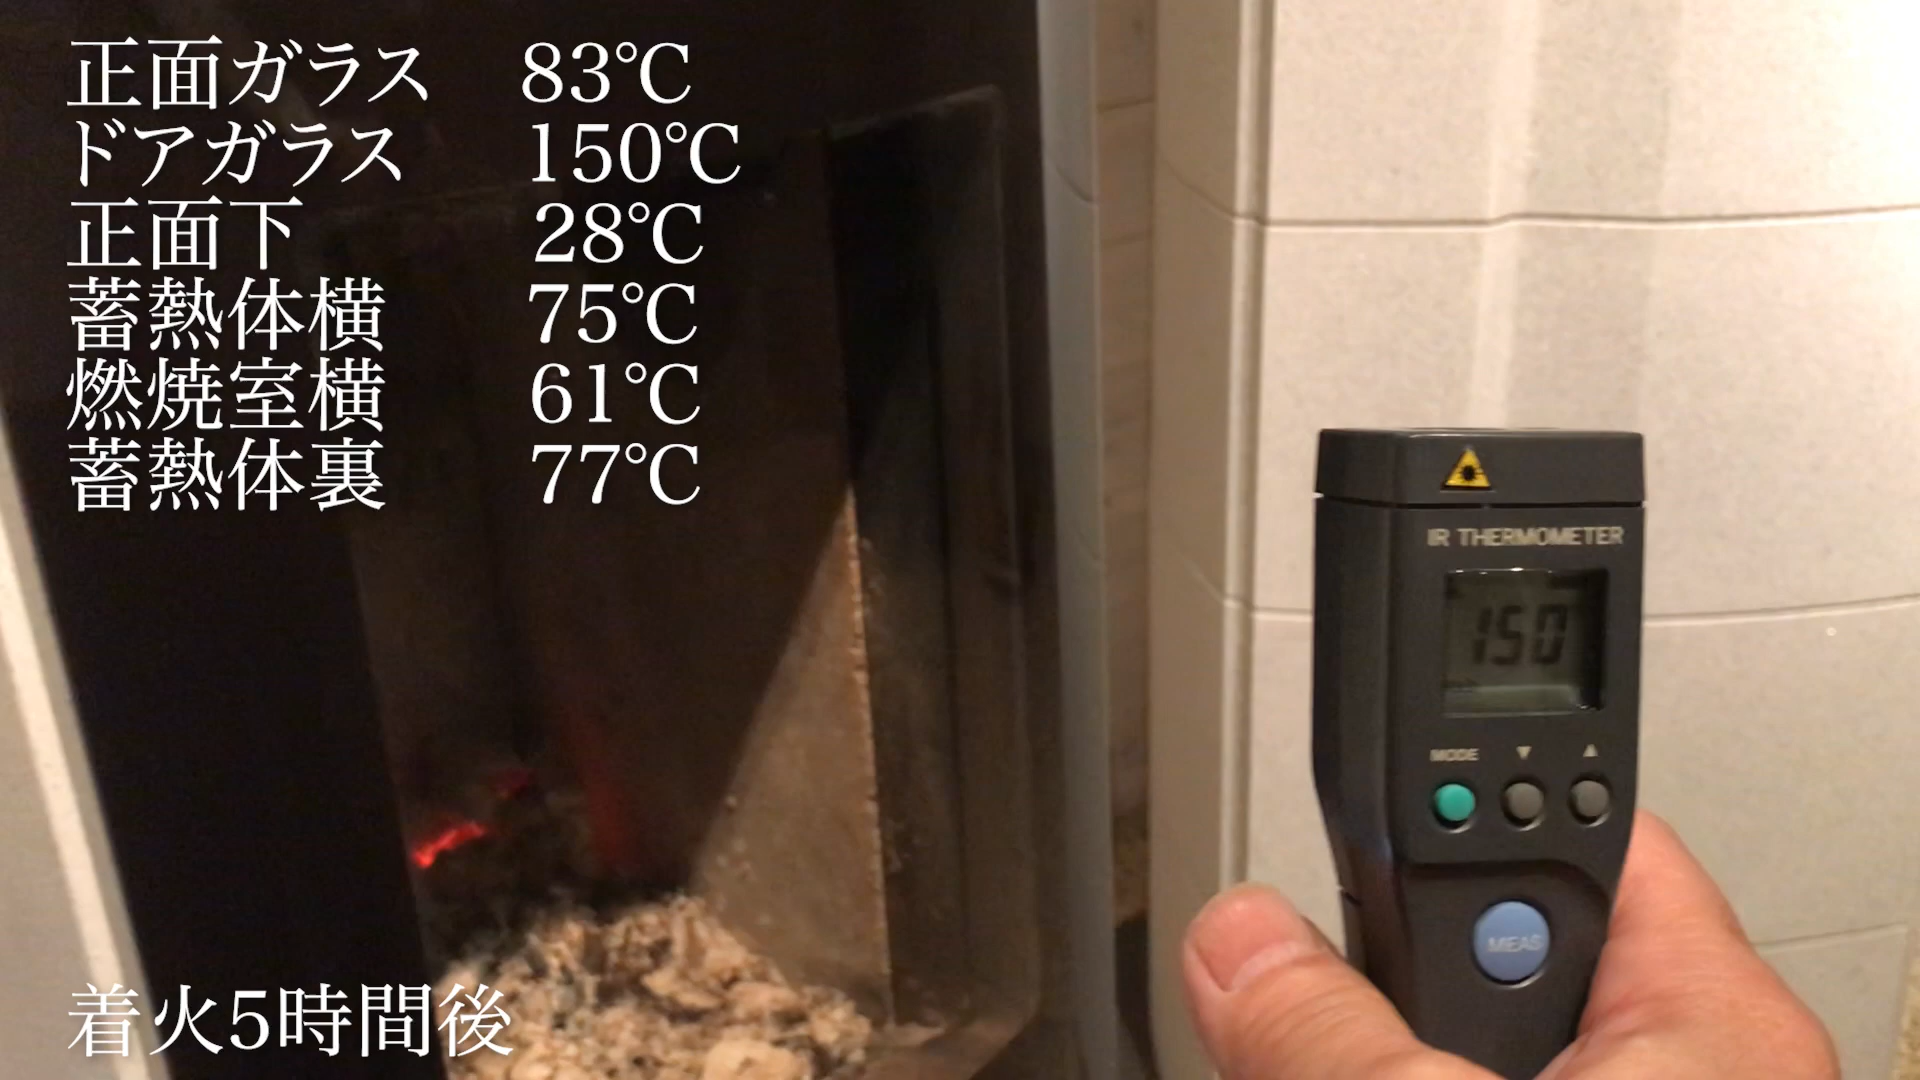 正面ガラス 83℃
ドアガラス 150℃
正面下 28℃
蓄熱体横 75℃
燃焼室横 61℃
蓄熱体裏 77℃
IR THERMOMETER
150
MODE ▼ ▲
MEAS
着火5時間後